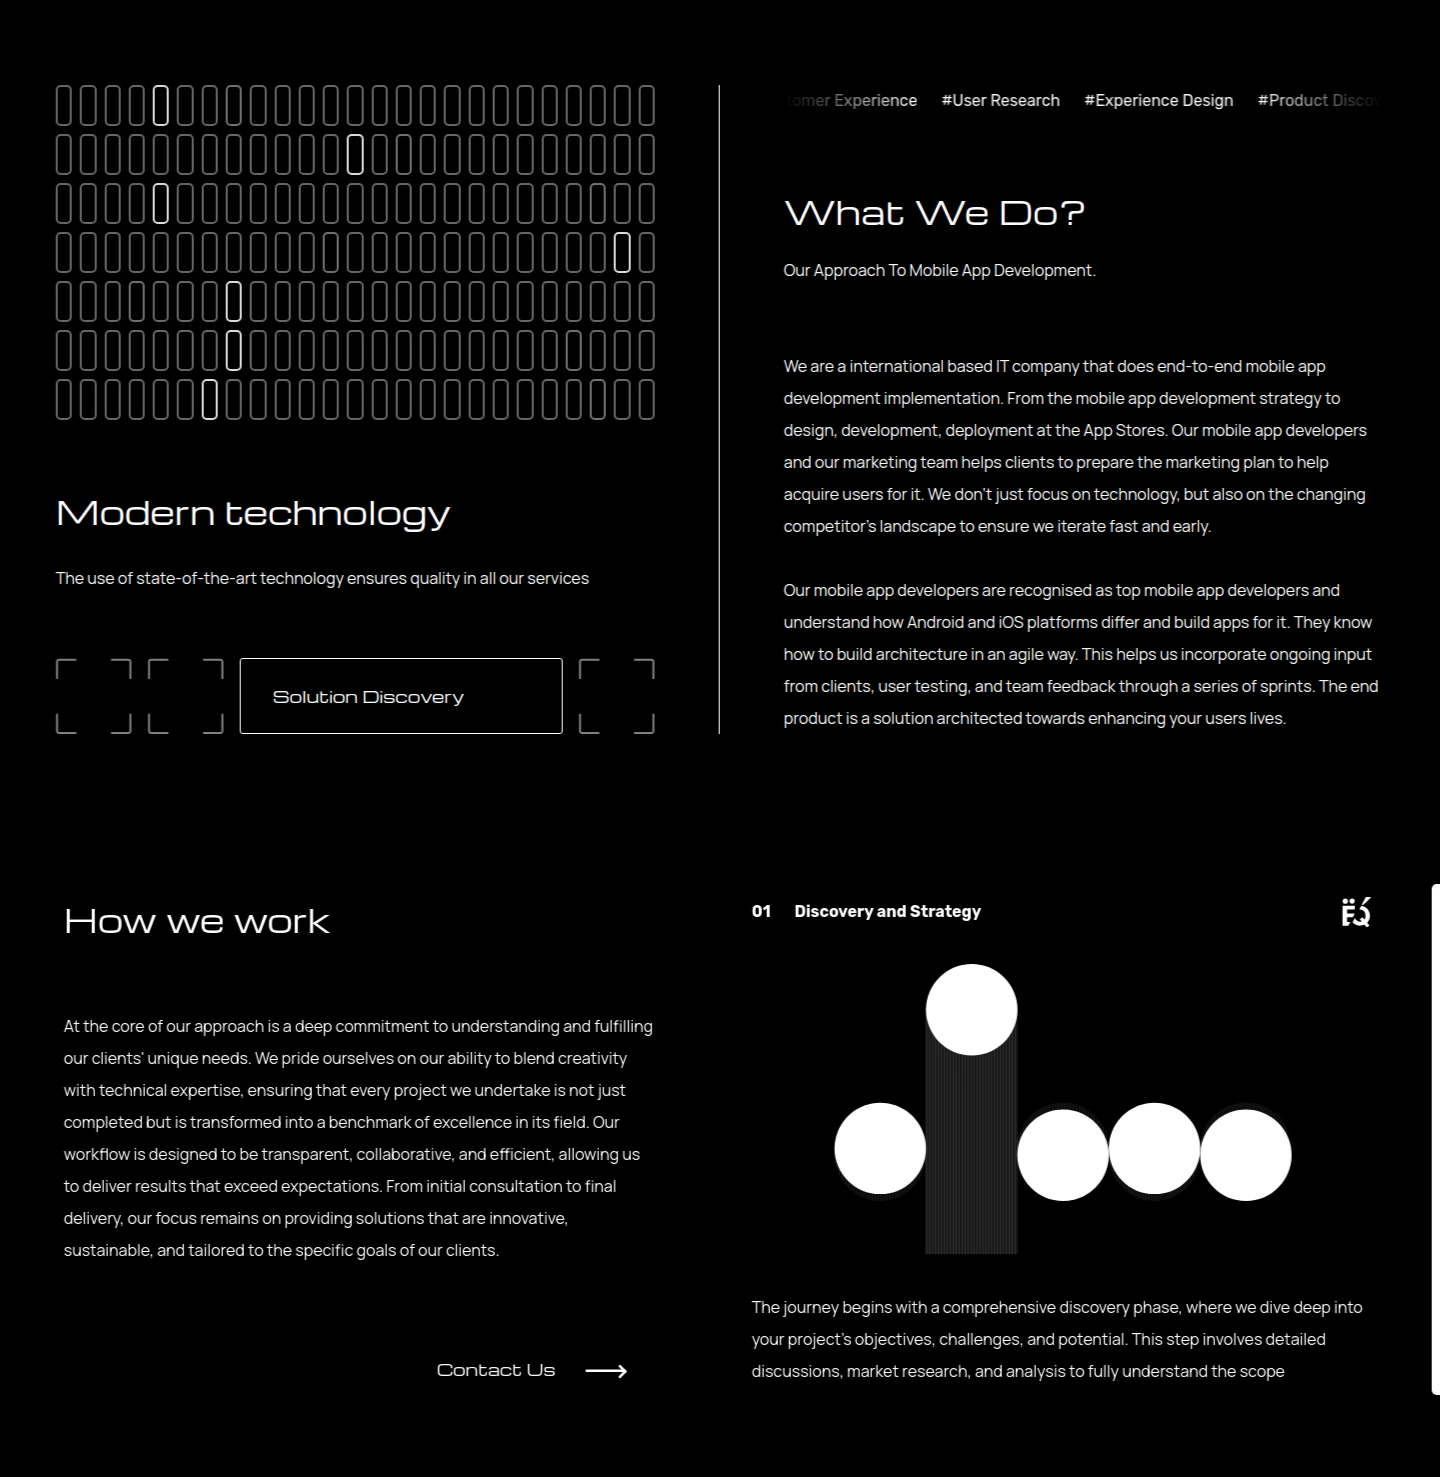 Modern technology
The use of state-of-the-art technology ensures quality in all our services
Solution Discovery
Experience #User Research #Experience Design #Product
What We Do?
Our Approach To Mobile App Development.
We are a international based IT company that does end-to-end mobile app
development implementation. From the mobile app development strategy to
design, development, deployment at the App Stores. Our mobile app developers
and our marketing team helps clients to prepare the marketing plan to help
acquire users for it. We don't just focus on technology, but also on the changing
competitor's landscape to ensure we iterate fast and early.
Our mobile app developers are recognised as top mobile app developers and
understand how Android and iOS platforms differ and build apps for it. They know
how to build architecture in an agile way. This helps us incorporate ongoing input
from clients, user testing, and team feedback through a series of sprints. The end
product is a solution architected towards enhancing your users lives.
How we work
At the core of our approach is a deep commitment to understanding and fulfilling
our clients' unique needs. We pride ourselves on our ability to blend creativity
with technical expertise, ensuring that every project we undertake is not just
completed but is transformed into a benchmark of excellence in its field. Our
workflow is designed to be transparent, collaborative, and efficient, allowing us
to deliver results that exceed expectations. From initial consultation to final
delivery, our focus remains on providing solutions that are innovative,
sustainable, and tailored to the specific goals of our clients.
Contact Us
01 Discovery and Strategy
The journey begins with a comprehensive discovery phase, where we dive deep into
your project's objectives, challenges, and potential. This step involves detailed
discussions, market research, and analysis to fully understand the scope